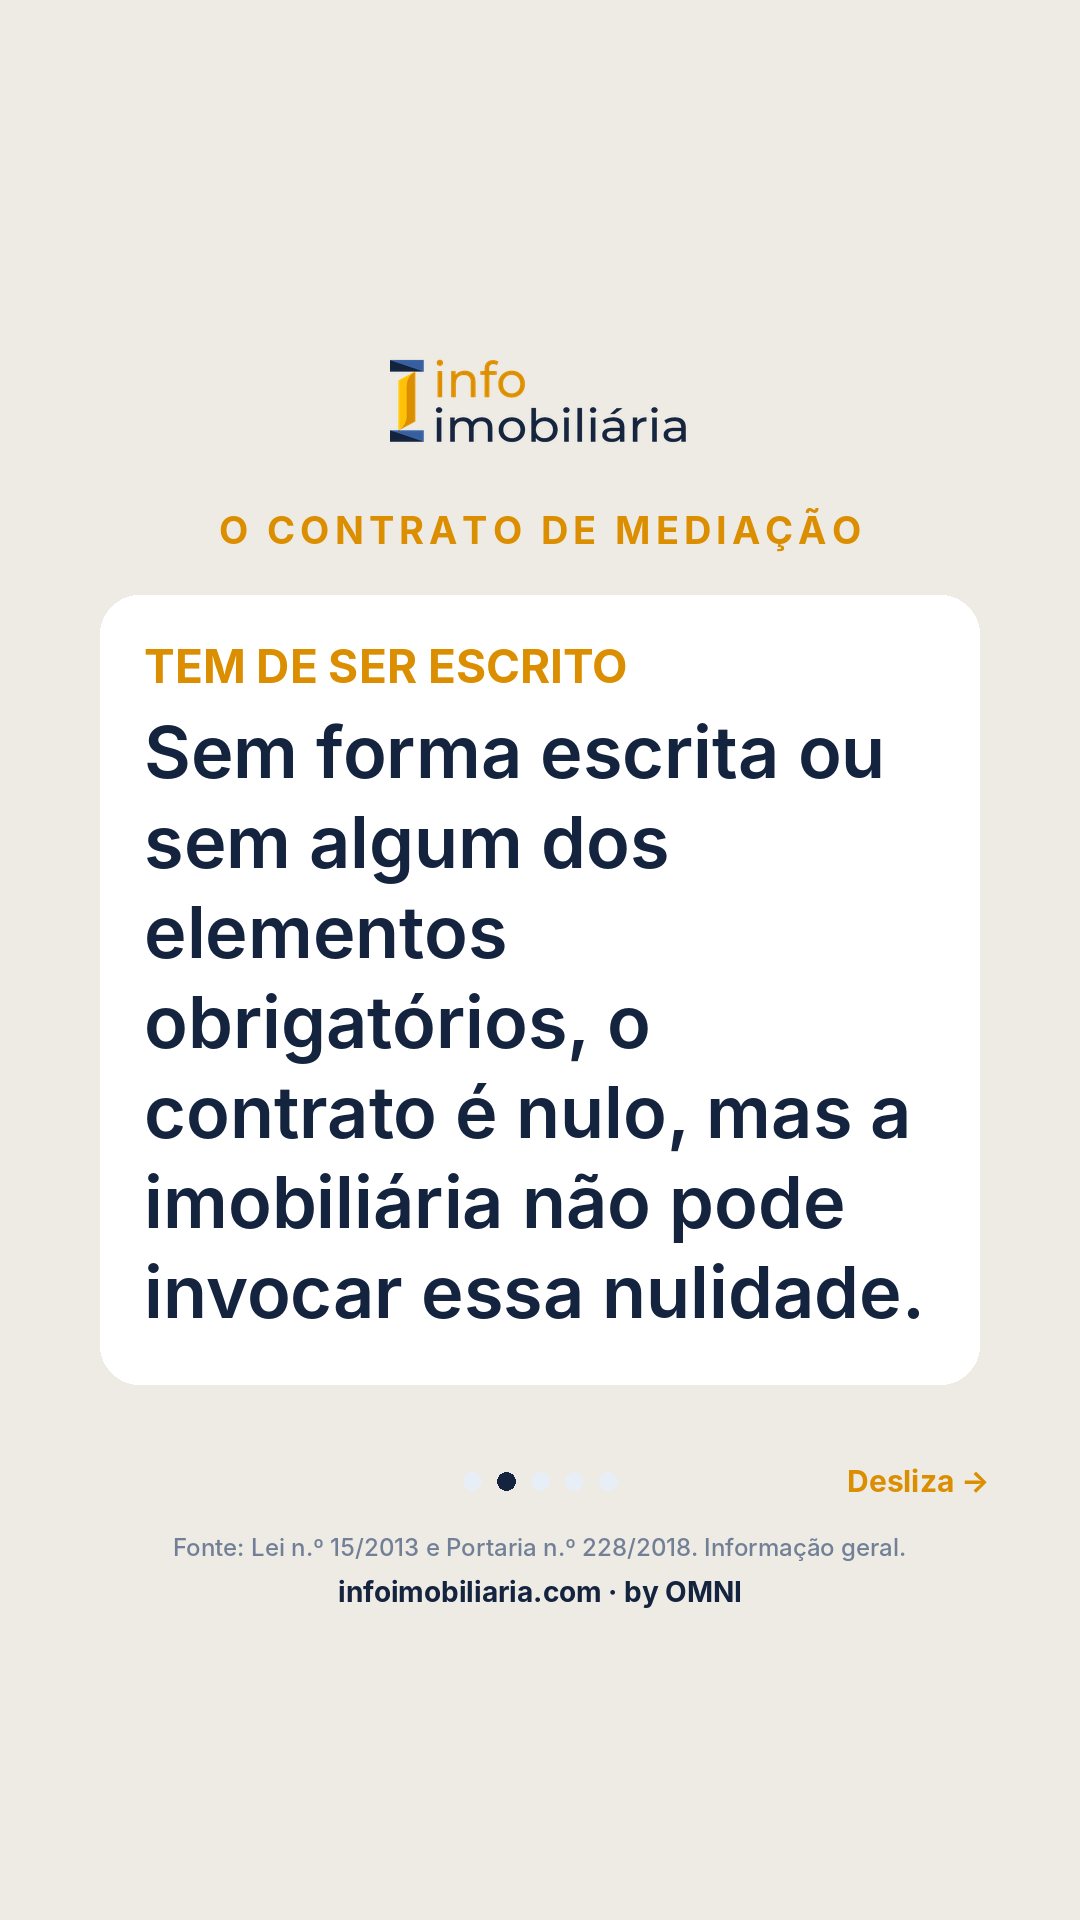 info
imobiliária
O CONTRATO DE MEDIAÇÃO
TEM DE SER ESCRITO
Sem forma escrita ou
sem algum dos
elementos
obrigatórios, o
contrato é nulo, mas a
imobiliária não pode
invocar essa nulidade.
Desliza →
Fonte: Lei n.º 15/2013 e Portaria n.º 228/2018. Informação geral.
infoimobiliaria.com · by OMNI